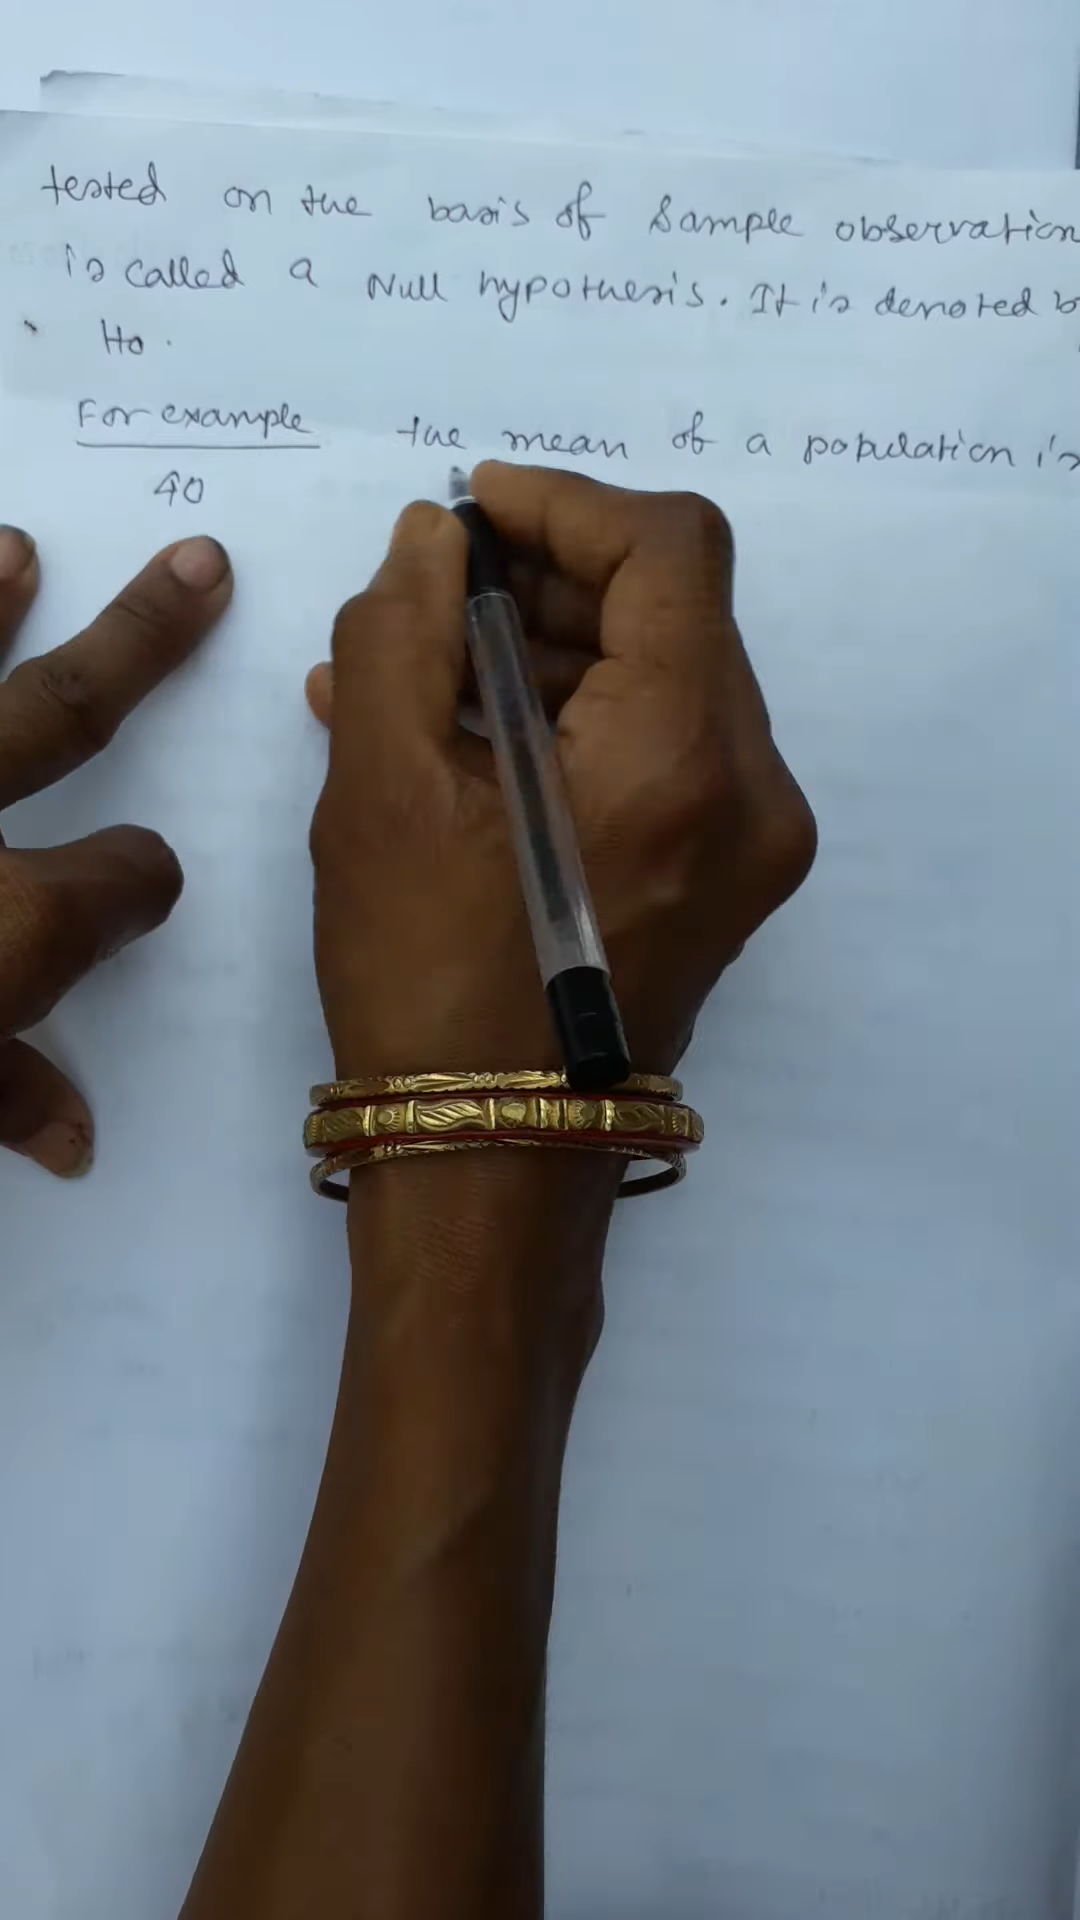 tested on the basis of sample observation
is called a Null hypothesis. It is denoted b
Ho.
For example the mean of a population is
40